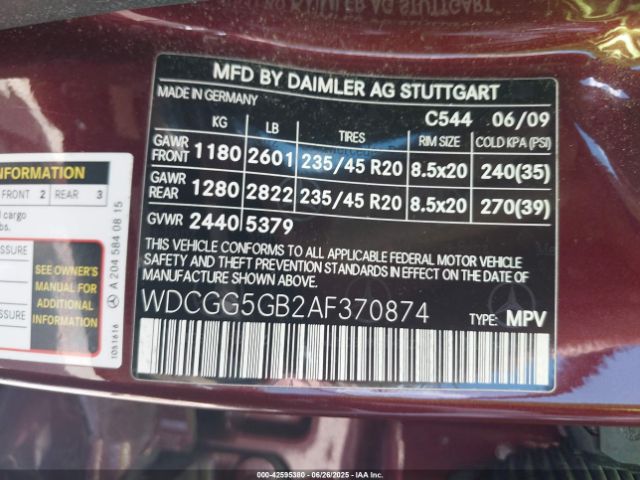 MFD BY DAIMLER AG STUTTGART
MADE IN GERMANY
C544 06/09
KG LB TIRES RIM SIZE COLD KPA (PSI)
GAWR FRONT 1180 2601 235/45 R20 8.5x20 240(35)
GAWR REAR 1280 2822 235/45 R20 8.5x20 270(39)
GVWR 2440 5379
THIS VEHICLE CONFORMS TO ALL APPLICABLE FEDERAL MOTOR VEHICLE
SAFETY AND THEFT PREVENTION STANDARDS IN EFFECT ON THE DATE OF
MANUFACTURE SHOWN ABOVE.
WDCGG5GB2AF370874
TYPE: MPV
INFORMATION
FRONT 2 REAR 3
cargo
SEE OWNER'S
MANUAL FOR
ADDITIONAL
INFORMATION
A 204 584 08 15
1051616
000-42595380 - 06/26/2025 - IAAI, Inc.